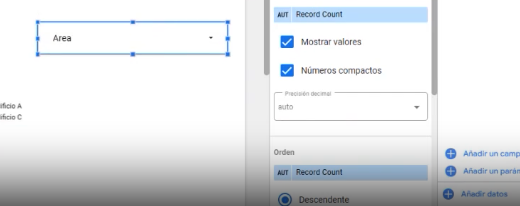 Area
ificio A
ificio C
AUT Record Count
Mostrar valores
Números compactos
Precisión decimal
auto
Orden
AUT Record Count
Descendente
Añadir un camp
Añadir un parán
Añadir datos